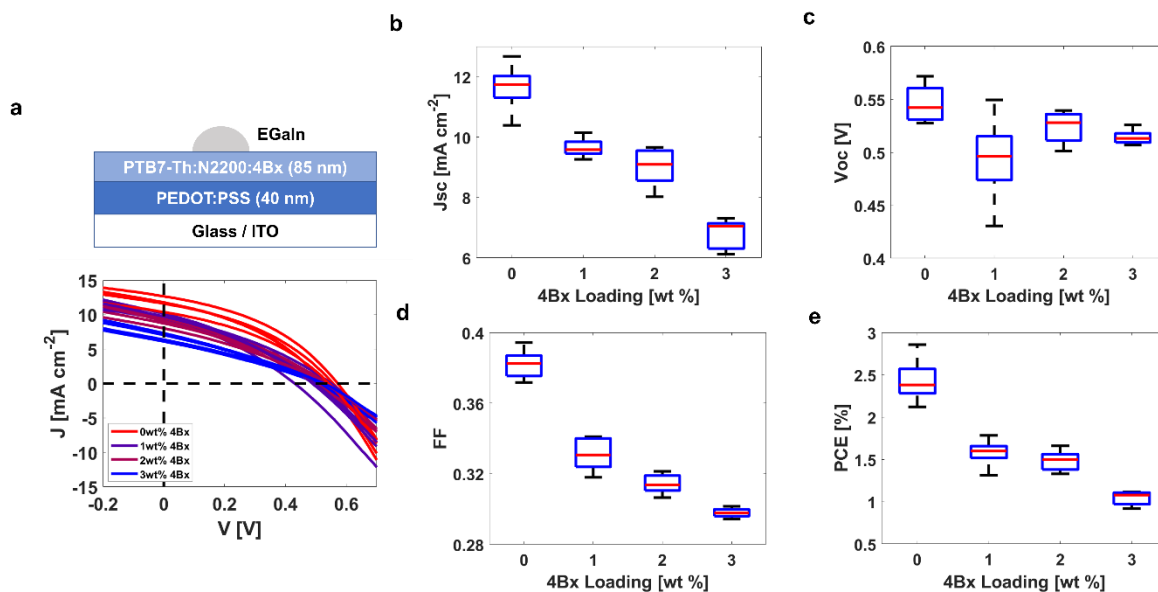 a
EGaIn
PTB7-Th:N2200:4Bx (85 nm)
PEDOT:PSS (40 nm)
Glass / ITO
15
10
5
0
-5
-10
-15
J [mA cm-2]
0wt% 4Bx
1wt% 4Bx
2wt% 4Bx
3wt% 4Bx
-0.2
0
0.2
0.4
0.6
V [V]
b
12
10
8
6
Jsc [mA cm-2]
0
1
2
3
4Bx Loading [wt %]
c
0.6
0.55
0.5
0.45
0.4
Voc [V]
0
1
2
3
4Bx Loading [wt %]
d
0.4
0.36
0.32
0.28
FF
0
1
2
3
4Bx Loading [wt %]
e
3
2.5
2
1.5
1
0.5
PCE [%]
0
1
2
3
4Bx Loading [wt %]